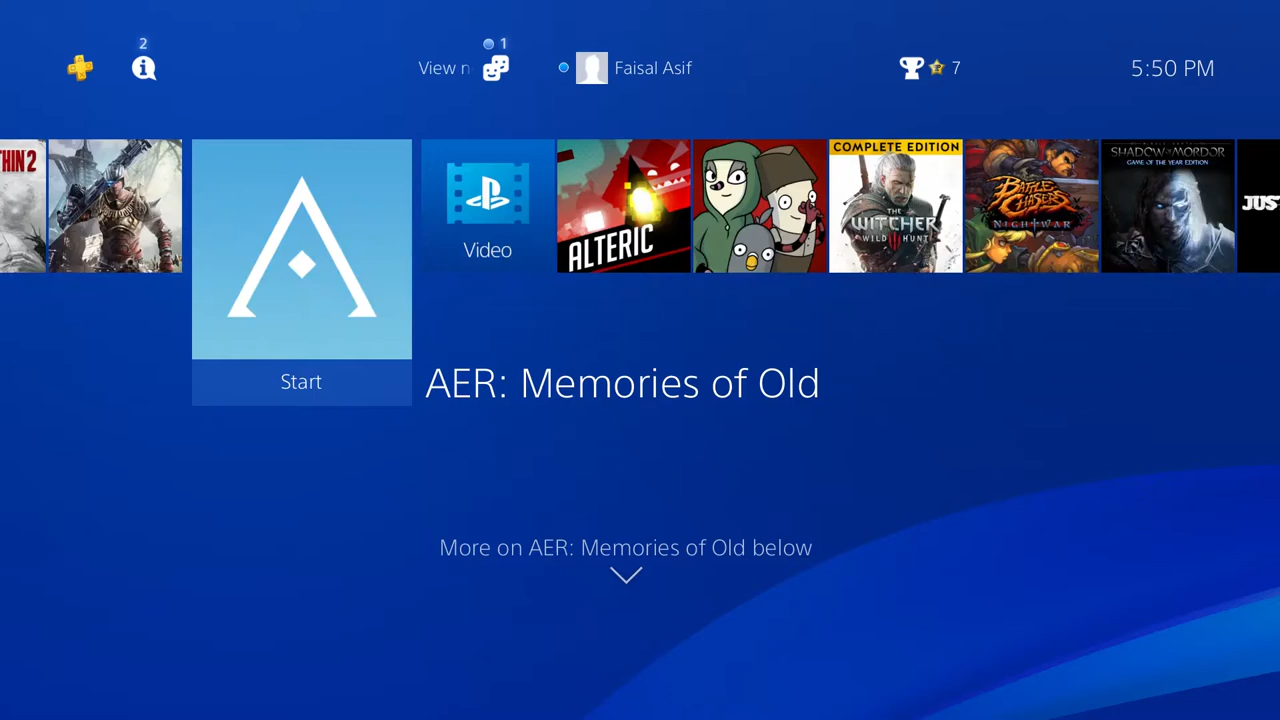 2
1
View n
Faisal Asif
7
5:50 PM
THIN 2
Video
ALTERIC
COMPLETE EDITION
THE
WITCHER
WILD HUNT
BATTLE
CHASERS
NIGHTWAR
SHADOW OF MORDOR
GAME OF THE YEAR EDITION
JUS
Start
AER: Memories of Old
More on AER: Memories of Old below